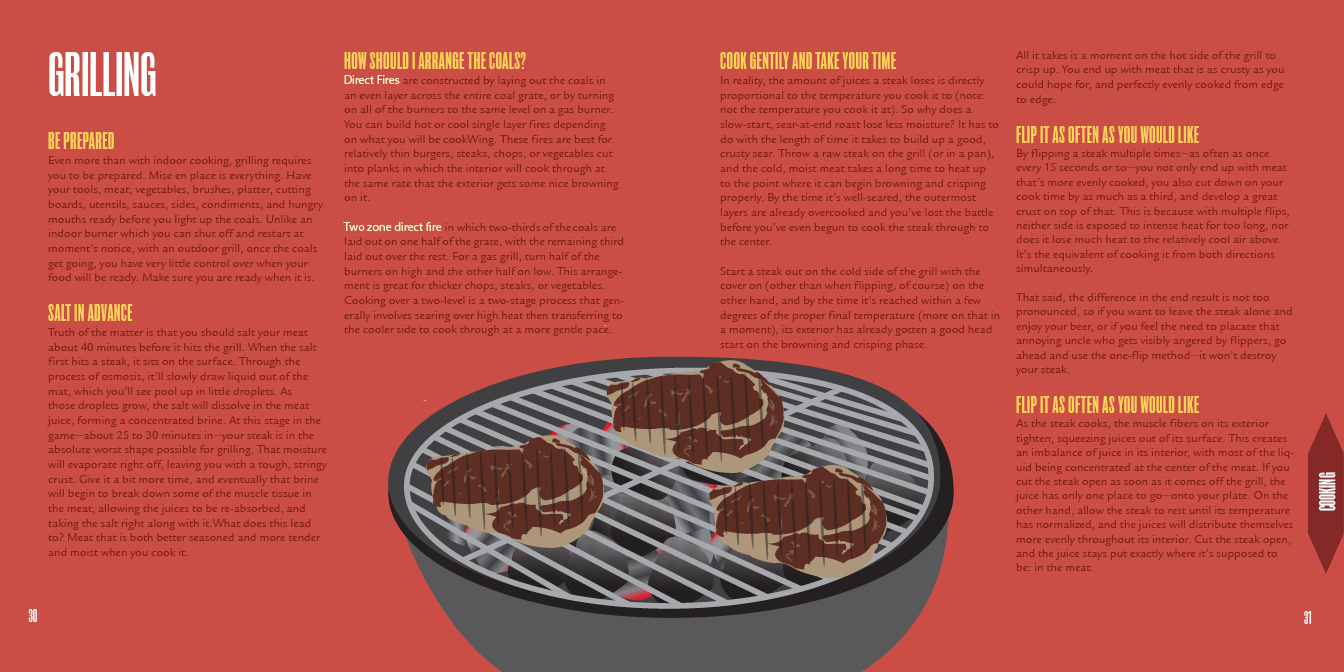 GRILLING
BE PREPARED
Even more than with indoor cooking, grilling requires
you to be prepared. Mise en place is everything. Have
your tools, meat, vegetables, brushes, platter, cutting
boards, utensils, sauces, sides, condiments, and hungry
mouths ready before you light up the coals. Unlike an
indoor burner which you can shut off and restart at
moment's notice, with an outdoor grill, once the coals
get going, you have very little control over when your
food will be ready. Make sure you are ready when it is.
SALT IN ADVANCE
Truth of the matter is that you should salt your meat
about 40 minutes before it hits the grill. When the salt
first hits a steak, it sits on the surface. Through the
process of osmosis, it'll slowly draw liquid out of the
mat, which you'll see pool up in little droplets. As
those droplets grow, the salt will dissolve in the meat
juice, forming a concentrated brine. At this stage in the
game—about 25 to 30 minutes in—your steak is in the
absolute worst shape possible for grilling. That moisture
will evaporate right off, leaving you with a tough, stringy
crust. Give it a bit more time, and eventually that brine
will begin to break down some of the muscle tissue in
the meat, allowing the juices to be re-absorbed, and
taking the salt right along with it.What does this lead
to? Meat that is both better seasoned and more tender
and moist when you cook it.
30
HOW SHOULD I ARRANGE THE COALS?
Direct Fires are constructed by laying out the coals in
an even layer across the entire coal grate, or by turning
on all of the burners to the same level on a gas burner.
You can build hot or cool single layer fires depending
on what you will be cookWing. These fires are best for
relatively thin burgers, steaks, chops, or vegetables cut
into planks in which the interior will cook through at
the same rate that the exterior gets some nice browning
on it.
Two zone direct fire in which two-thirds of the coals are
laid out on one half of the grate, with the remaining third
laid out over the rest. For a gas grill, turn half of the
burners on high and the other half on low. This arrange-
ment is great for thicker chops, steaks, or vegetables.
Cooking over a two-level is a two-stage process that gen-
erally involves searing over high heat then transferring to
the cooler side to cook through at a more gentle pace.
COOK GENTLY AND TAKE YOUR TIME
In reality, the amount of juices a steak loses is directly
proportional to the temperature you cook it to (note:
not the temperature you cook it at). So why does a
slow-start, sear-at-end roast lose less moisture? It has to
do with the length of time it takes to build up a good,
crusty sear. Throw a raw steak on the grill (or in a pan),
and the cold, moist meat takes a long time to heat up
to the point where it can begin browning and crisping
properly. By the time it's well-seared, the outermost
layers are already overcooked and you've lost the battle
before you've even begun to cook the steak through to
the center.
Start a steak out on the cold side of the grill with the
cover on (other than when flipping, of course) on the
other hand, and by the time it's reached within a few
degrees of the proper final temperature (more on that in
a moment), its exterior has already gotten a good head
start on the browning and crisping phase.
All it takes is a moment on the hot side of the grill to
crisp up. You end up with meat that is as crusty as you
could hope for, and perfectly evenly cooked from edge
to edge.
FLIP IT AS OFTEN AS YOU WOULD LIKE
By flipping a steak multiple times—as often as once
every 15 seconds or so—you not only end up with meat
that's more evenly cooked, you also cut down on your
cook time by as much as a third, and develop a great
crust on top of that. This is because with multiple flips,
neither side is exposed to intense heat for too long, nor
does it lose much heat to the relatively cool air above.
It's the equivalent of cooking it from both directions
simultaneously.
That said, the difference in the end result is not too
pronounced, so if you want to leave the steak alone and
enjoy your beer, or if you feel the need to placate that
annoying uncle who gets visibly angered by flippers, go
ahead and use the one-flip method—it won't destroy
your steak.
FLIP IT AS OFTEN AS YOU WOULD LIKE
As the steak cooks, the muscle fibers on its exterior
tighten, squeezing juices out of its surface. This creates
an imbalance of juice in its interior, with most of the liq-
uid being concentrated at the center of the meat. If you
cut the steak open as soon as it comes off the grill, the
juice has only one place to go—onto your plate. On the
other hand, allow the steak to rest until its temperature
has normalized, and the juices will distribute themselves
more evenly throughout its interior. Cut the steak open,
and the juice stays put exactly where it's supposed to
be: in the meat.
COOKING
31